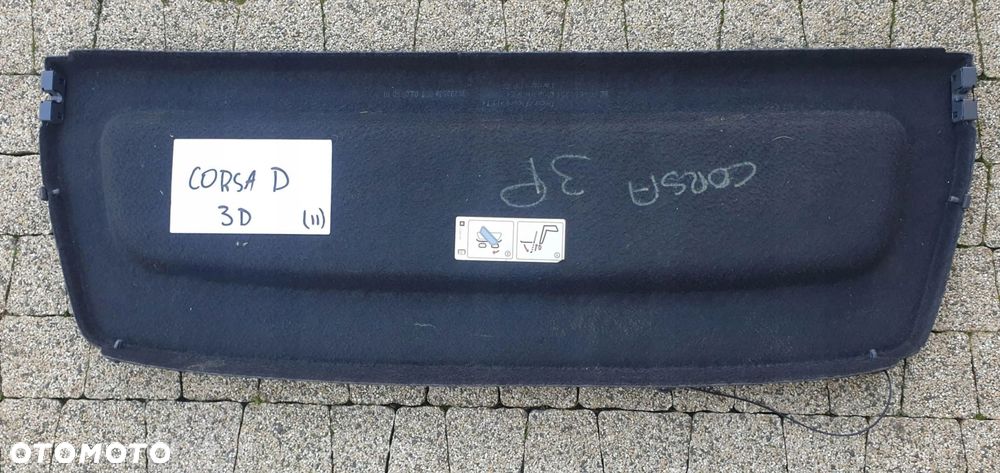 CORSA D
3D (11)
CORSA 3P
OTOMOTO